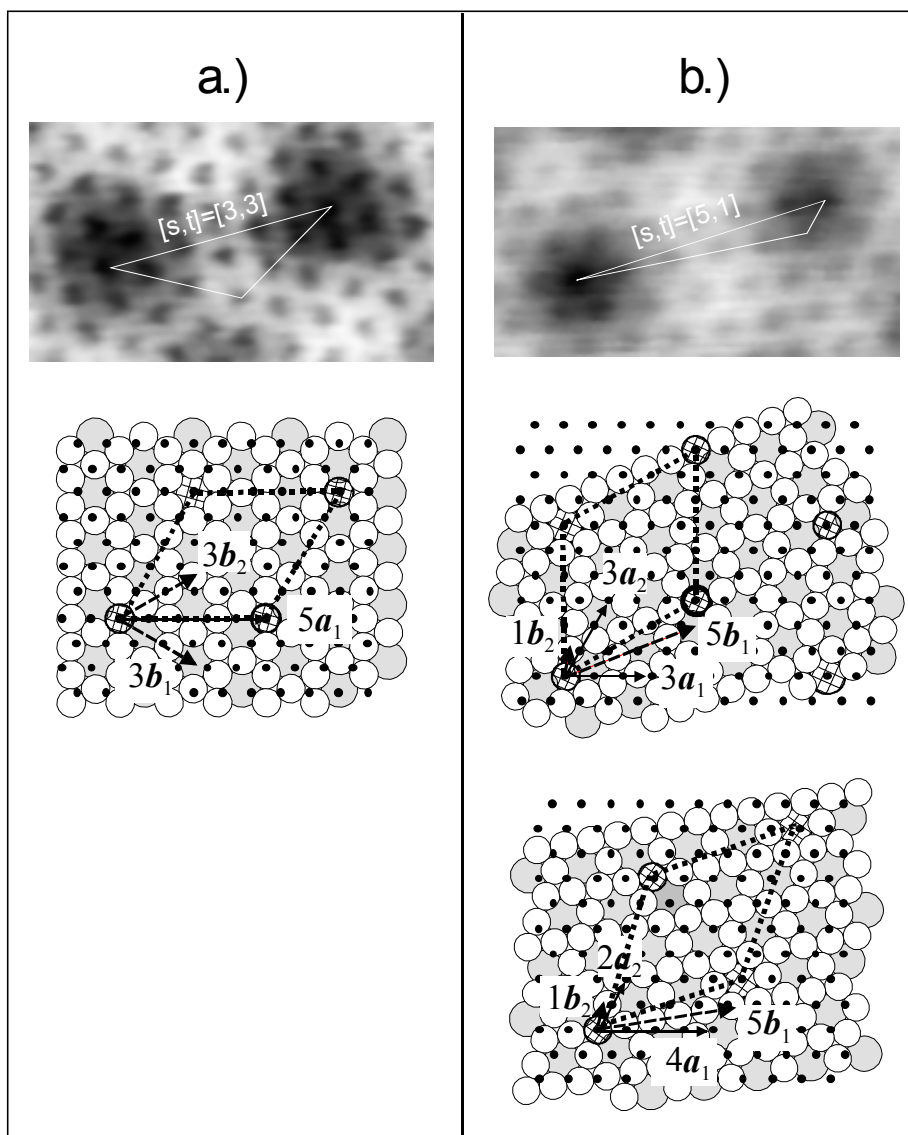 a.)
[s,t]=[3,3]
3b₂
5a₁
3b₁
b.)
[s,t]=[5,1]
3a₂
1b₂
5b₁
3a₁
2a₂
1b₂
5b₁
4a₁